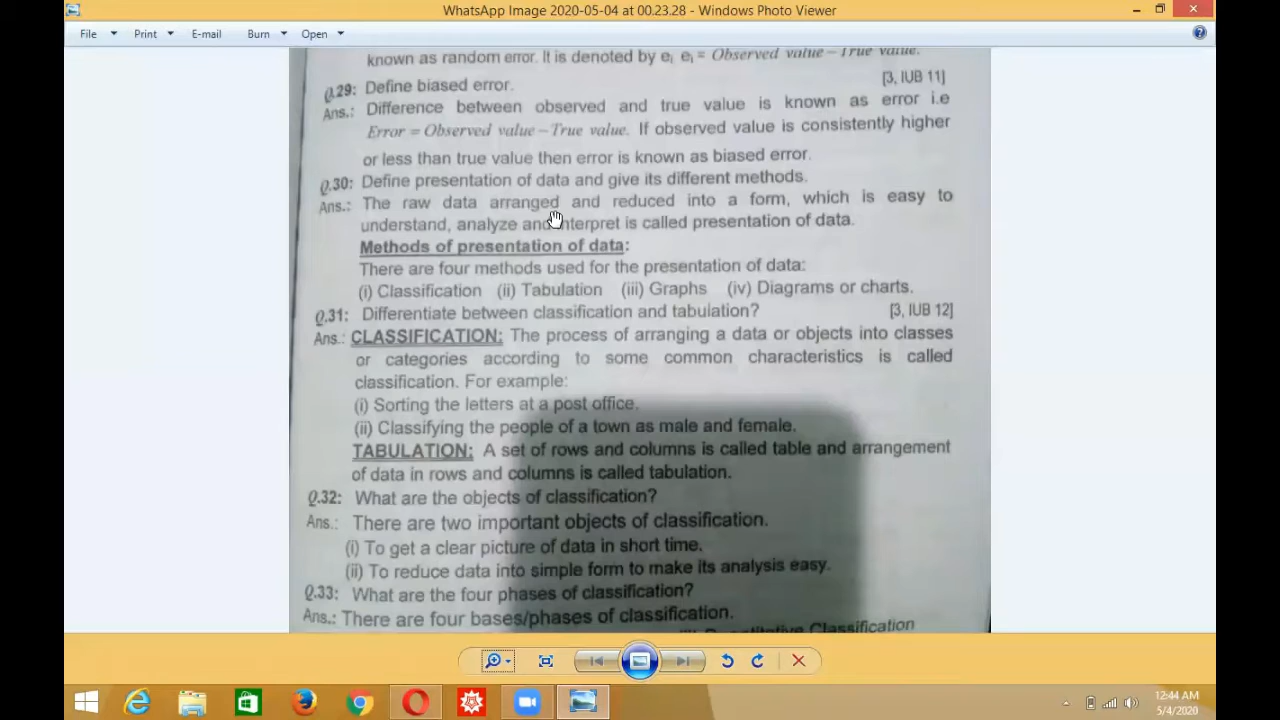 WhatsApp Image 2020-05-04 at 00.23.28 - Windows Photo Viewer
File Print E-mail Burn Open
known as random error. It is denoted by ei ei = Observed value – True value.
Q.29: Define biased error. [3, IUB 11]
Ans.: Difference between observed and true value is known as error i.e
Error = Observed value – True value. If observed value is consistently higher
or less than true value then error is known as biased error.
Q.30: Define presentation of data and give its different methods.
Ans.: The raw data arranged and reduced into a form, which is easy to
understand, analyze and interpret is called presentation of data.
Methods of presentation of data:
There are four methods used for the presentation of data:
(i) Classification (ii) Tabulation (iii) Graphs (iv) Diagrams or charts.
Q.31: Differentiate between classification and tabulation? [3, IUB 12]
Ans.: CLASSIFICATION: The process of arranging a data or objects into classes
or categories according to some common characteristics is called
classification. For example:
(i) Sorting the letters at a post office.
(ii) Classifying the people of a town as male and female.
TABULATION: A set of rows and columns is called table and arrangement
of data in rows and columns is called tabulation.
Q.32: What are the objects of classification?
Ans.: There are two important objects of classification.
(i) To get a clear picture of data in short time.
(ii) To reduce data into simple form to make its analysis easy.
Q.33: What are the four phases of classification?
Ans.: There are four bases/phases of classification.
Quantitative Classification
12:44 AM
5/4/2020